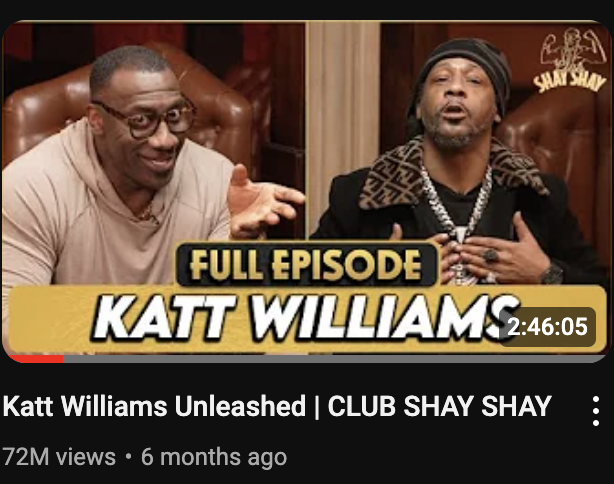 SHAY SHAY
FULL EPISODE
KATT WILLIAMS
2:46:05
Katt Williams Unleashed | CLUB SHAY SHAY
72M views • 6 months ago